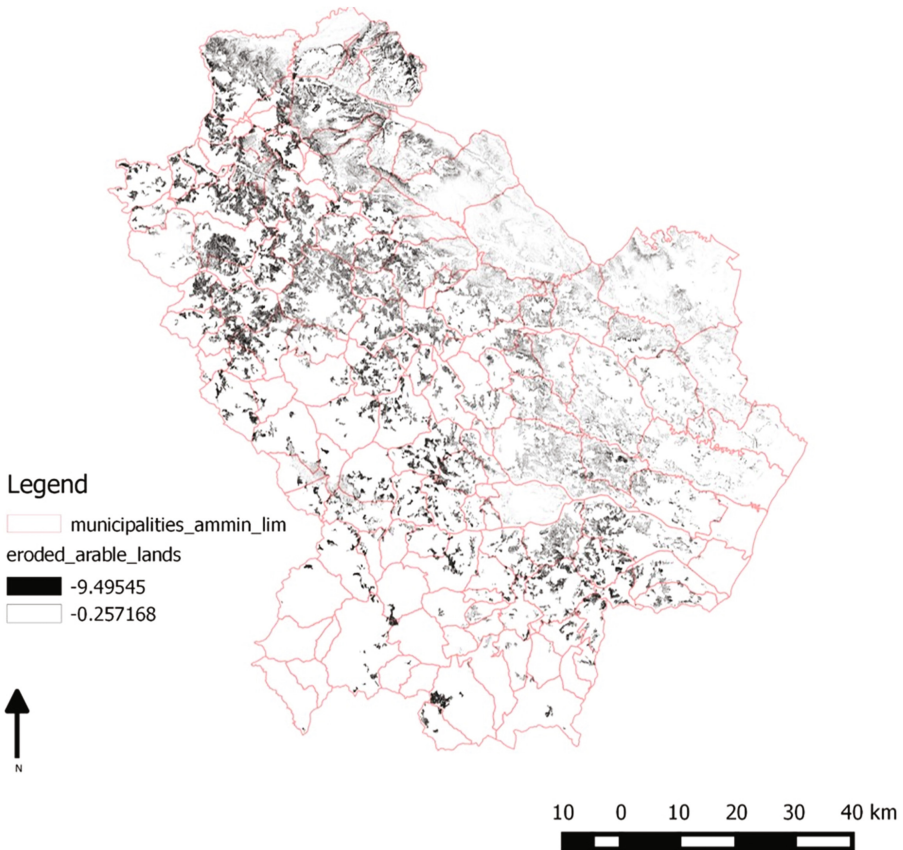 Legend
municipalities_ammin_lim
eroded_arable_lands
-9.49545
-0.257168
N
10 0 10 20 30 40 km